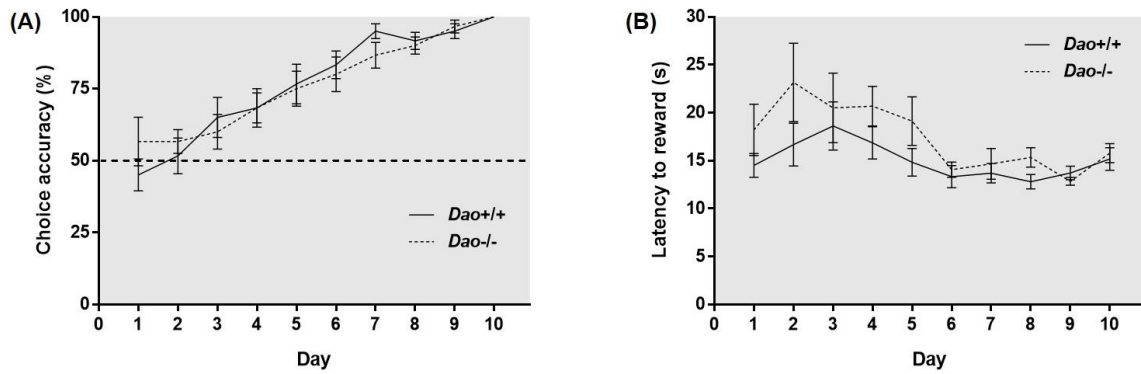 (A)
Choice accuracy (%)
100
75
50
25
0
Dao+/+
Dao-/-
0 1 2 3 4 5 6 7 8 9 10
Day
(B)
Latency to reward (s)
30
25
20
15
10
5
0
Dao+/+
Dao-/-
0 1 2 3 4 5 6 7 8 9 10
Day